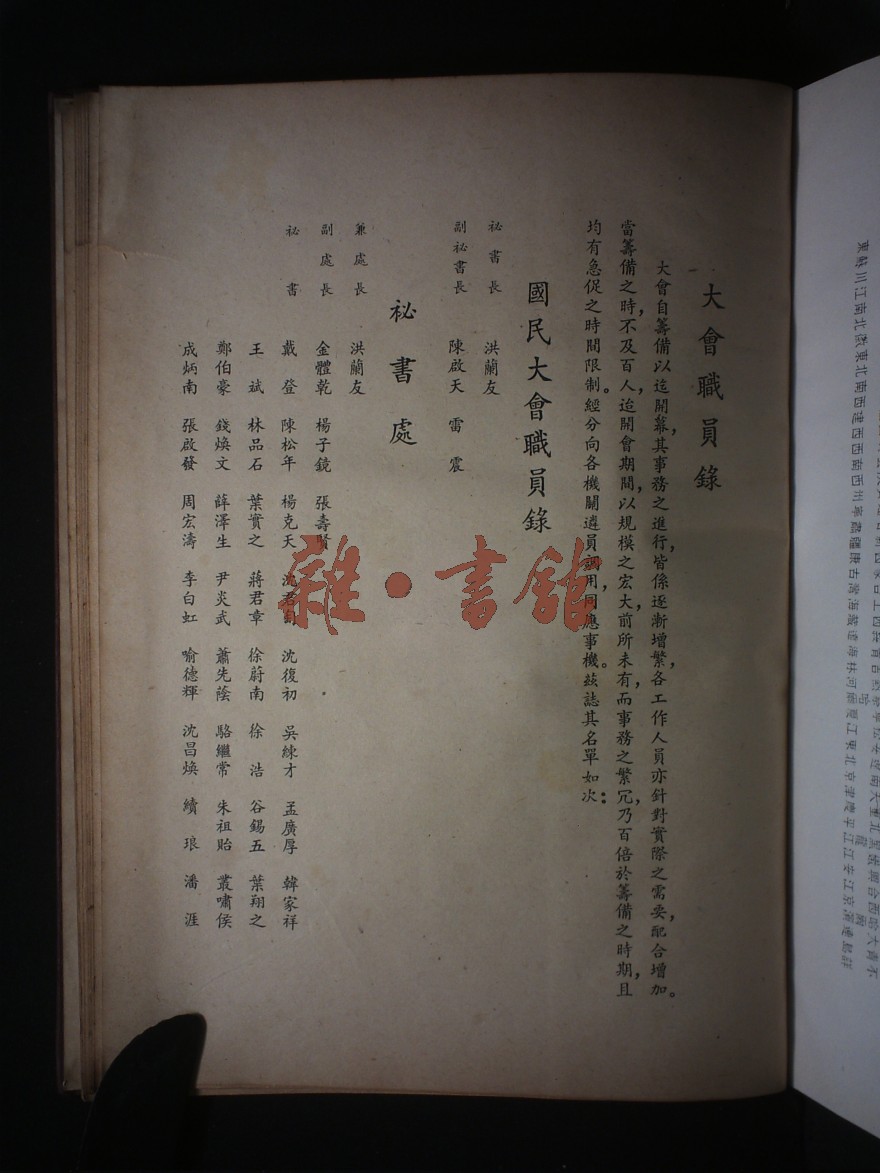 大會職員錄
大會自籌備以迄開幕,其事務之進行,皆係逐漸增繁,各工作人員亦針對實際之需要,配合增加。
當籌備之時,不及百人,迨開會期間,以規模之宏大,前所未有,而事務之繁冗,乃百倍於籌備之時期,且
均有急促之時間限制。經分向各機關遴員調用,同應事機。茲誌其名單如次:
國民大會職員錄
祕書長 洪蘭友
副祕書長 陳啟天 雷震
祕書處
兼處長 洪蘭友
副處長 金體乾 楊子鏡 張壽賢
祕書 戴登 陳松年 楊克天 沈君 沈復初 吳練才 孟廣厚 韓家祥
王斌 林品石 葉實之 蔣君章 徐蔚南 徐浩 谷錫五 葉翔之
鄭伯豪 錢煥文 薛澤生 尹炎武 蕭先蔭 駱繼常 朱祖貽 叢嘯侯
成炳南 張啟發 周宏濤 李白虹 喻德輝 沈昌煥 續琅 潘涯
雜·書館